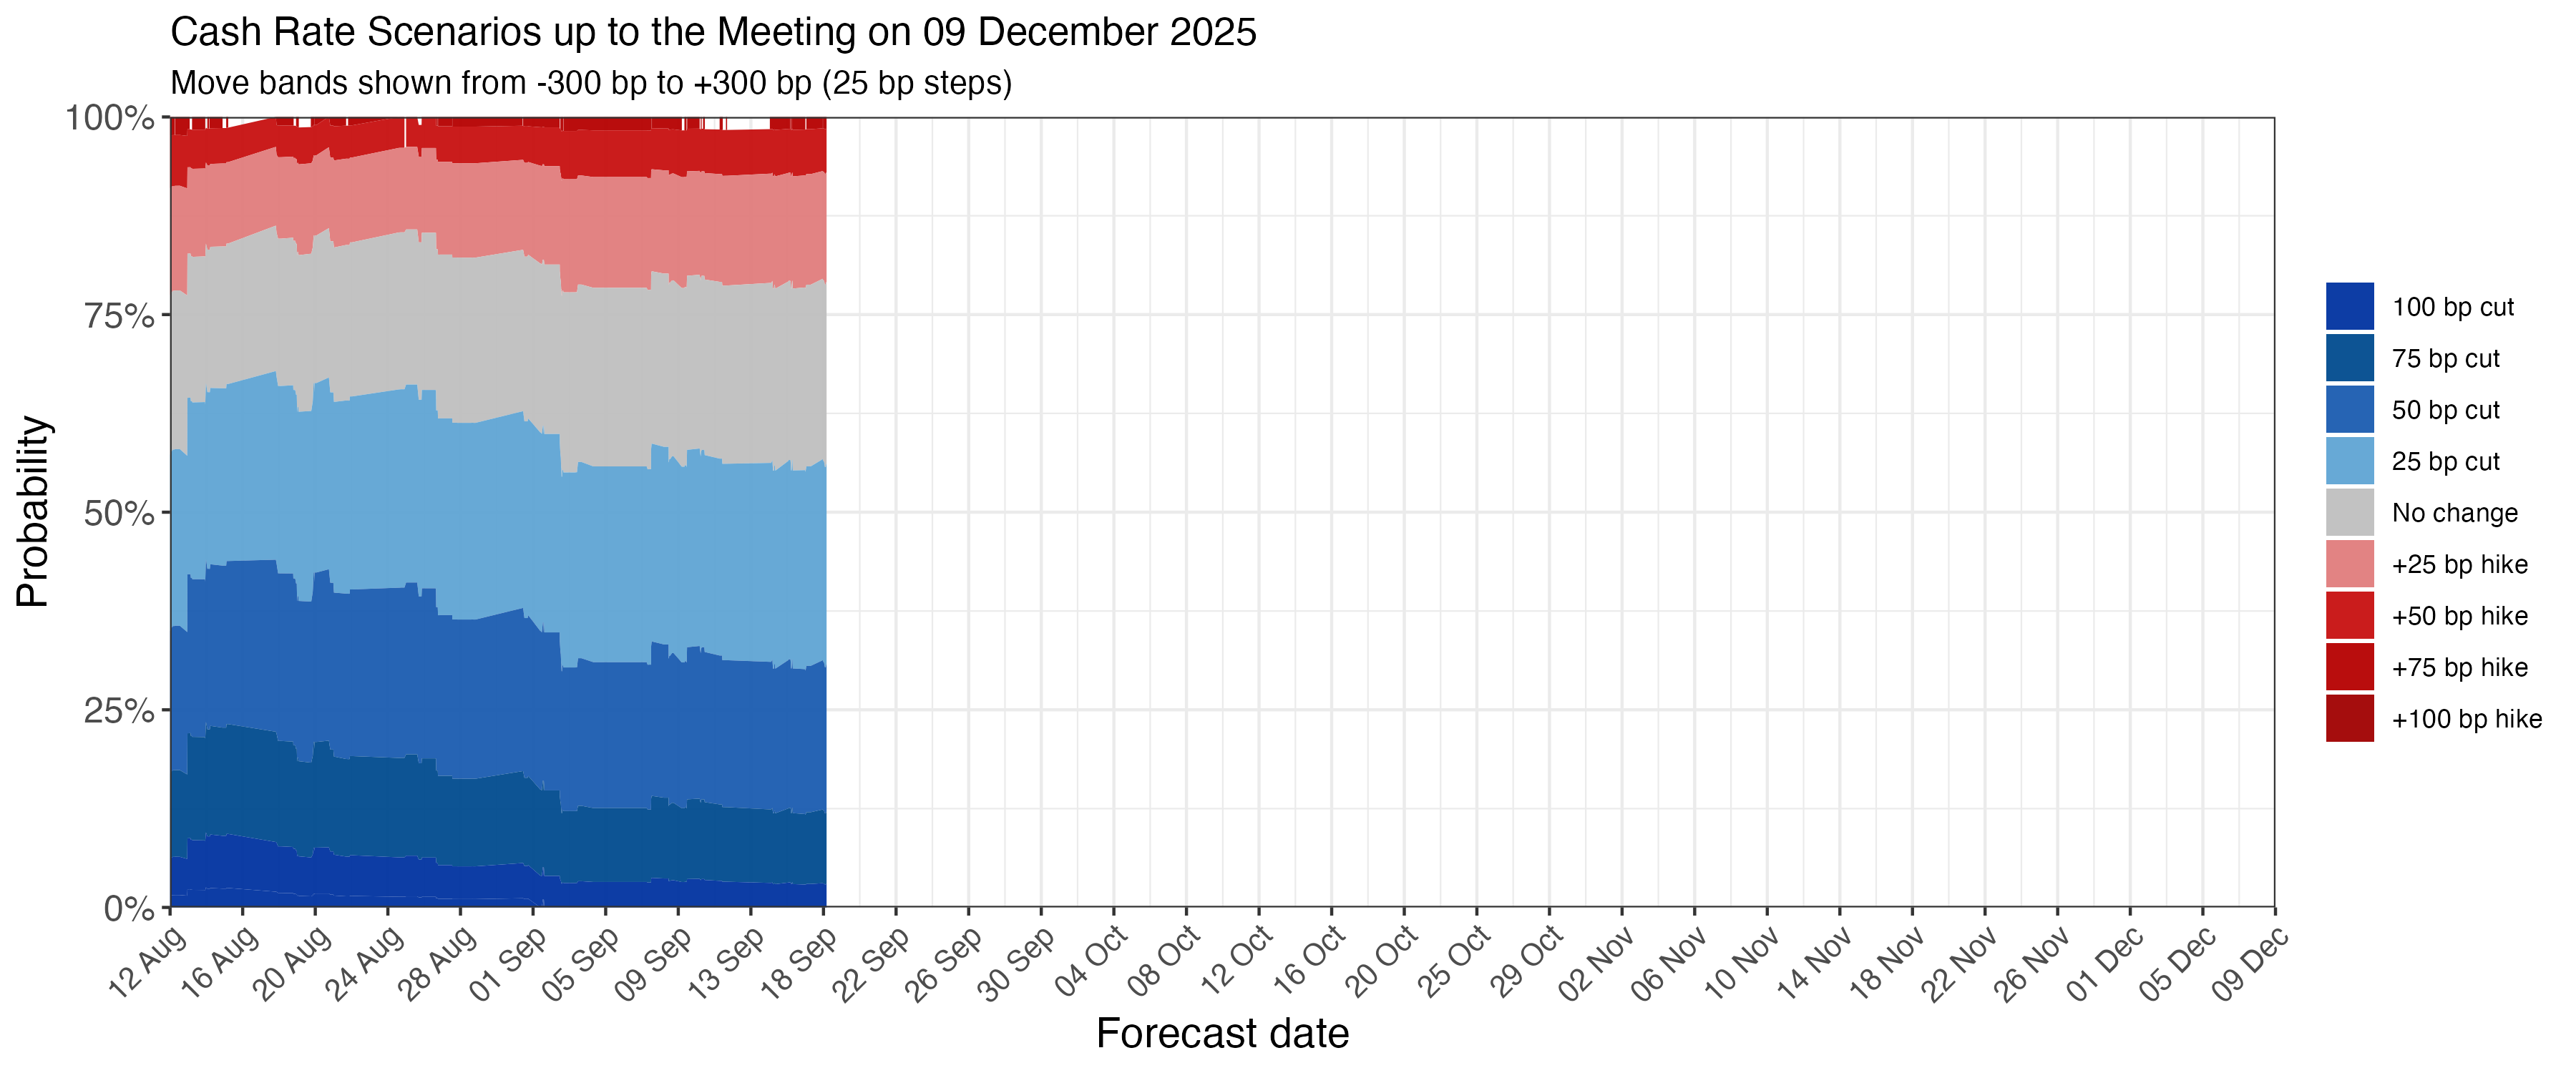 Cash Rate Scenarios up to the Meeting on 09 December 2025
Move bands shown from -300 bp to +300 bp (25 bp steps)
100%
75%
50%
25%
0%
Probability
12 Aug
16 Aug
20 Aug
24 Aug
28 Aug
01 Sep
05 Sep
09 Sep
13 Sep
18 Sep
22 Sep
26 Sep
30 Sep
04 Oct
08 Oct
12 Oct
16 Oct
20 Oct
25 Oct
29 Oct
02 Nov
06 Nov
10 Nov
14 Nov
18 Nov
22 Nov
26 Nov
01 Dec
05 Dec
09 Dec
Forecast date
100 bp cut
75 bp cut
50 bp cut
25 bp cut
No change
+25 bp hike
+50 bp hike
+75 bp hike
+100 bp hike